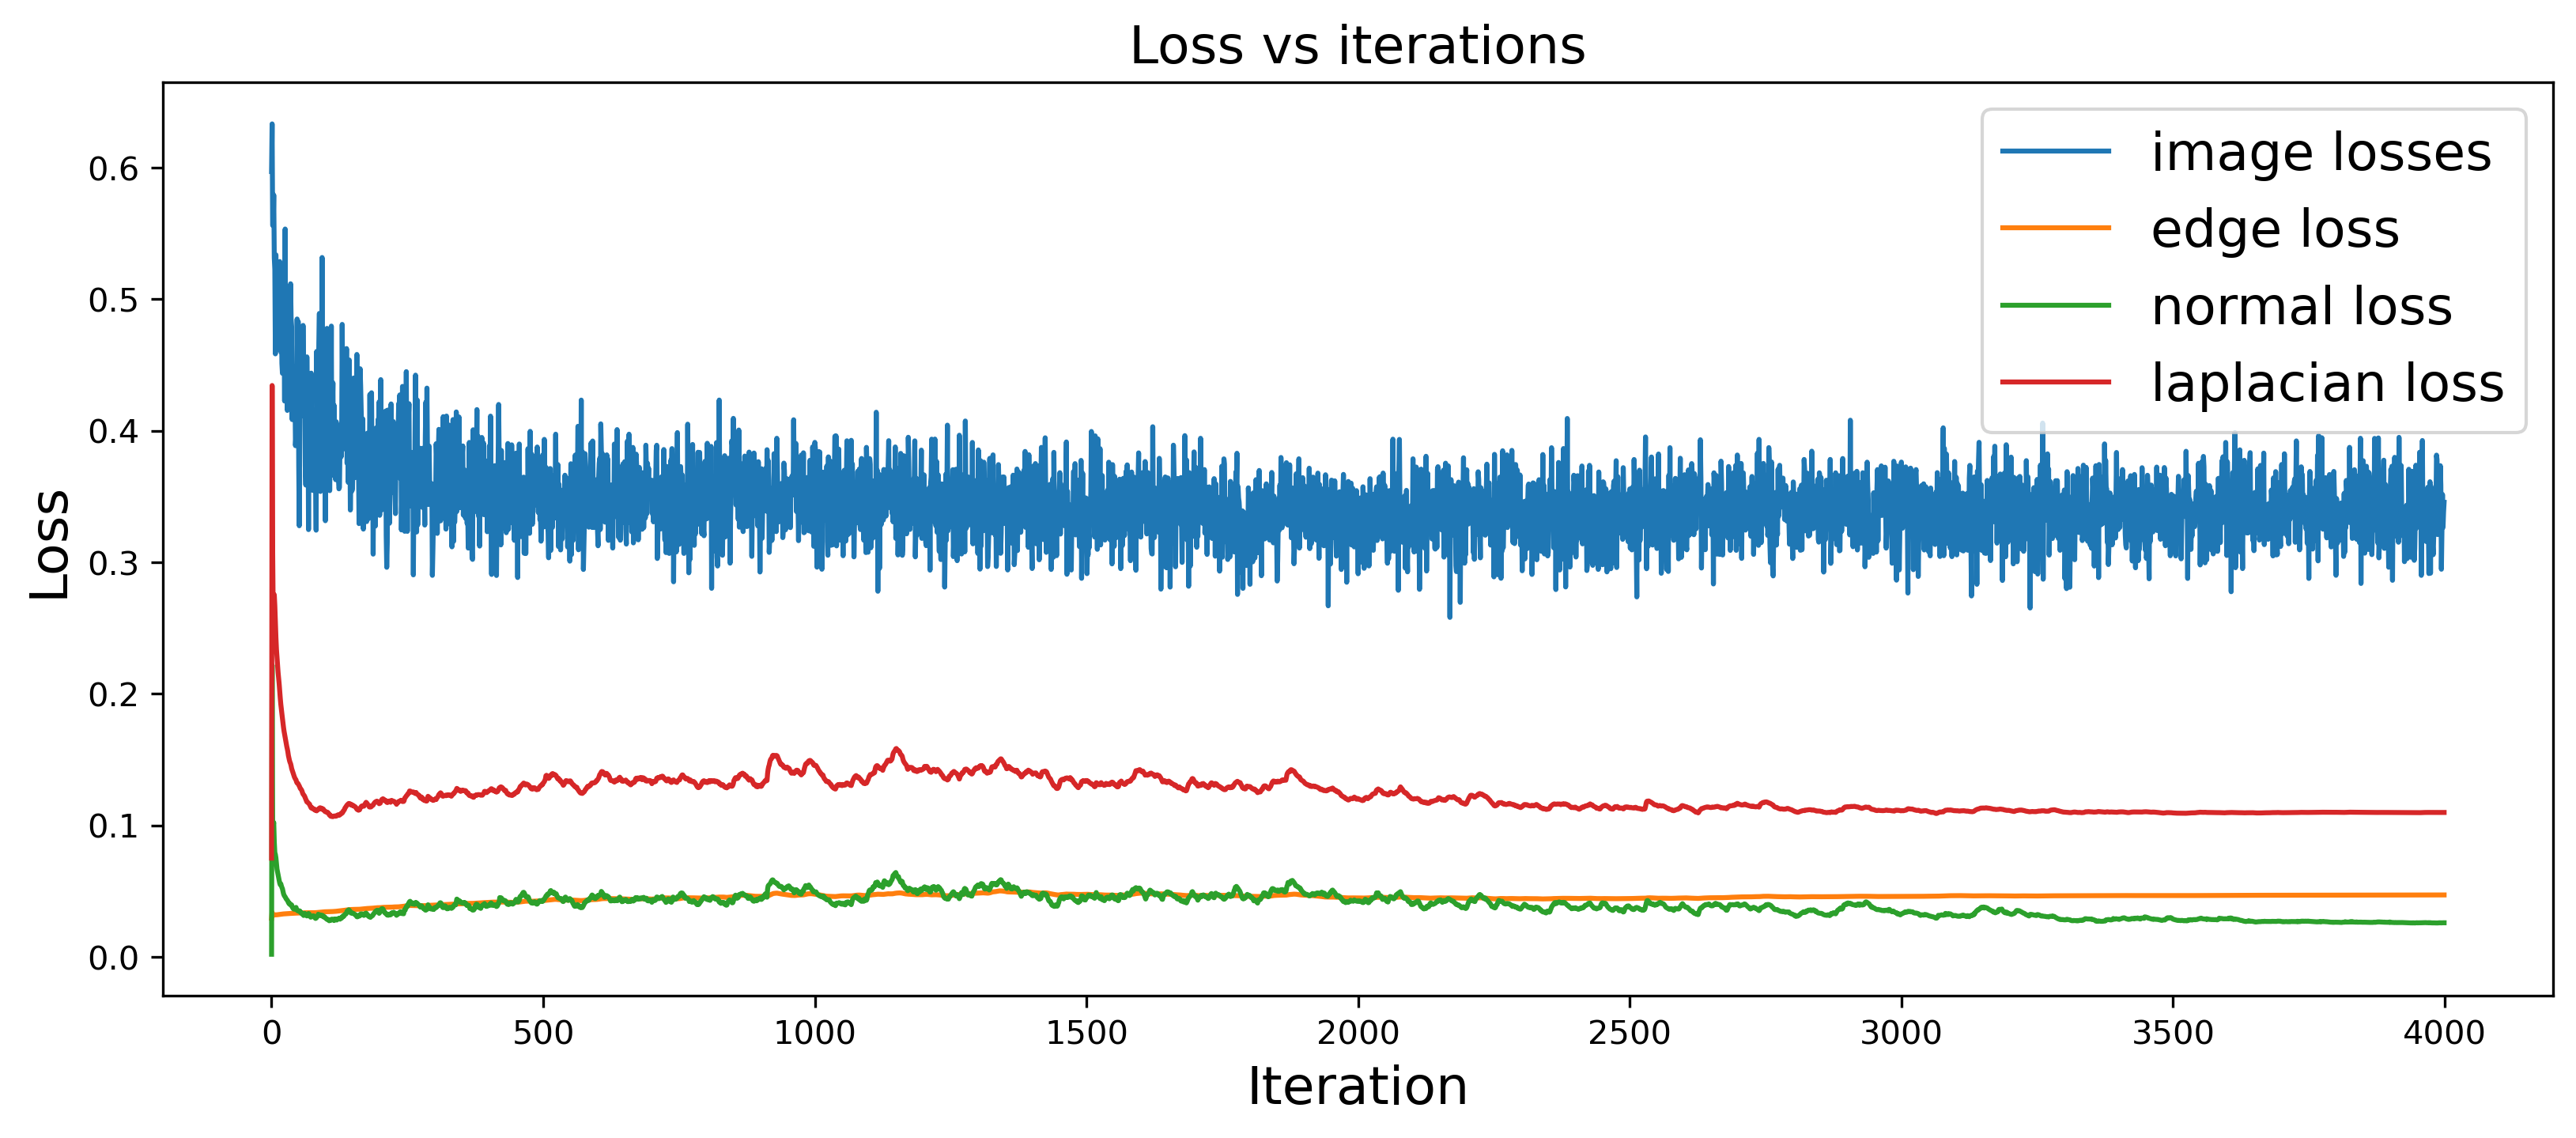 Loss vs iterations
image losses
edge loss
normal loss
laplacian loss
0.6
0.5
0.4
0.3
0.2
0.1
0.0
Loss
0 500 1000 1500 2000 2500 3000 3500 4000
Iteration